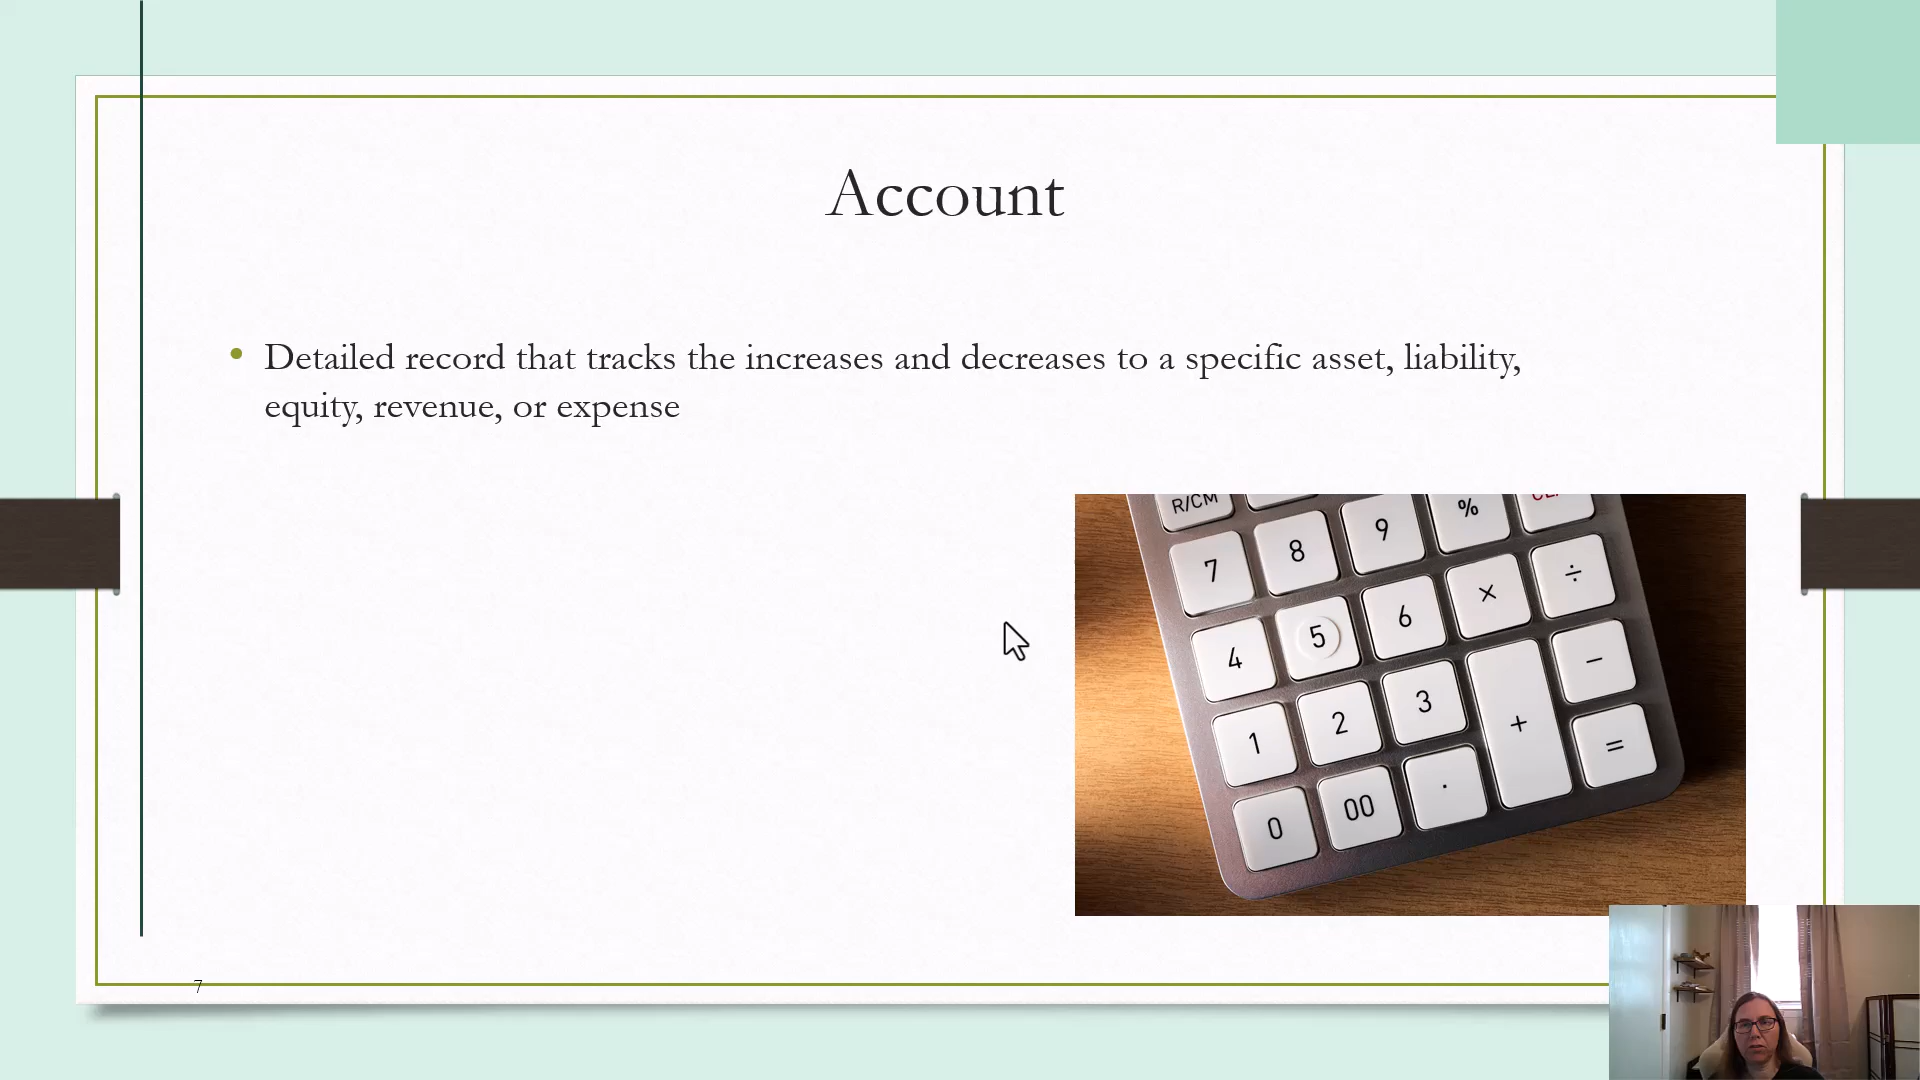 Account
• Detailed record that tracks the increases and decreases to a specific asset, liability,
equity, revenue, or expense
R/CM
%
7 8 9 ÷
4 5 6 × −
1 2 3 + =
0 00 .
7